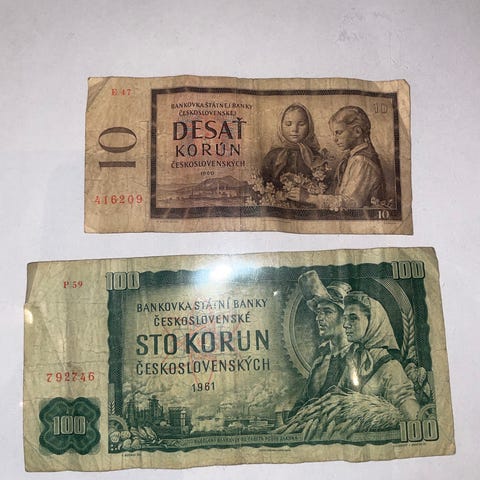 E 47
BANKOVKA ŠTÁTNEJ BANKY
ČESKOSLOVENSKEJ
10
DESAŤ
KORÚN
ČESKOSLOVENSKÝCH
1960
416209
10
10
100
100
P 59
BANKOVKA STÁTNÍ BANKY
ČESKOSLOVENSKÉ
STO KORUN
ČESKOSLOVENSKÝCH
1961
792746
100
100